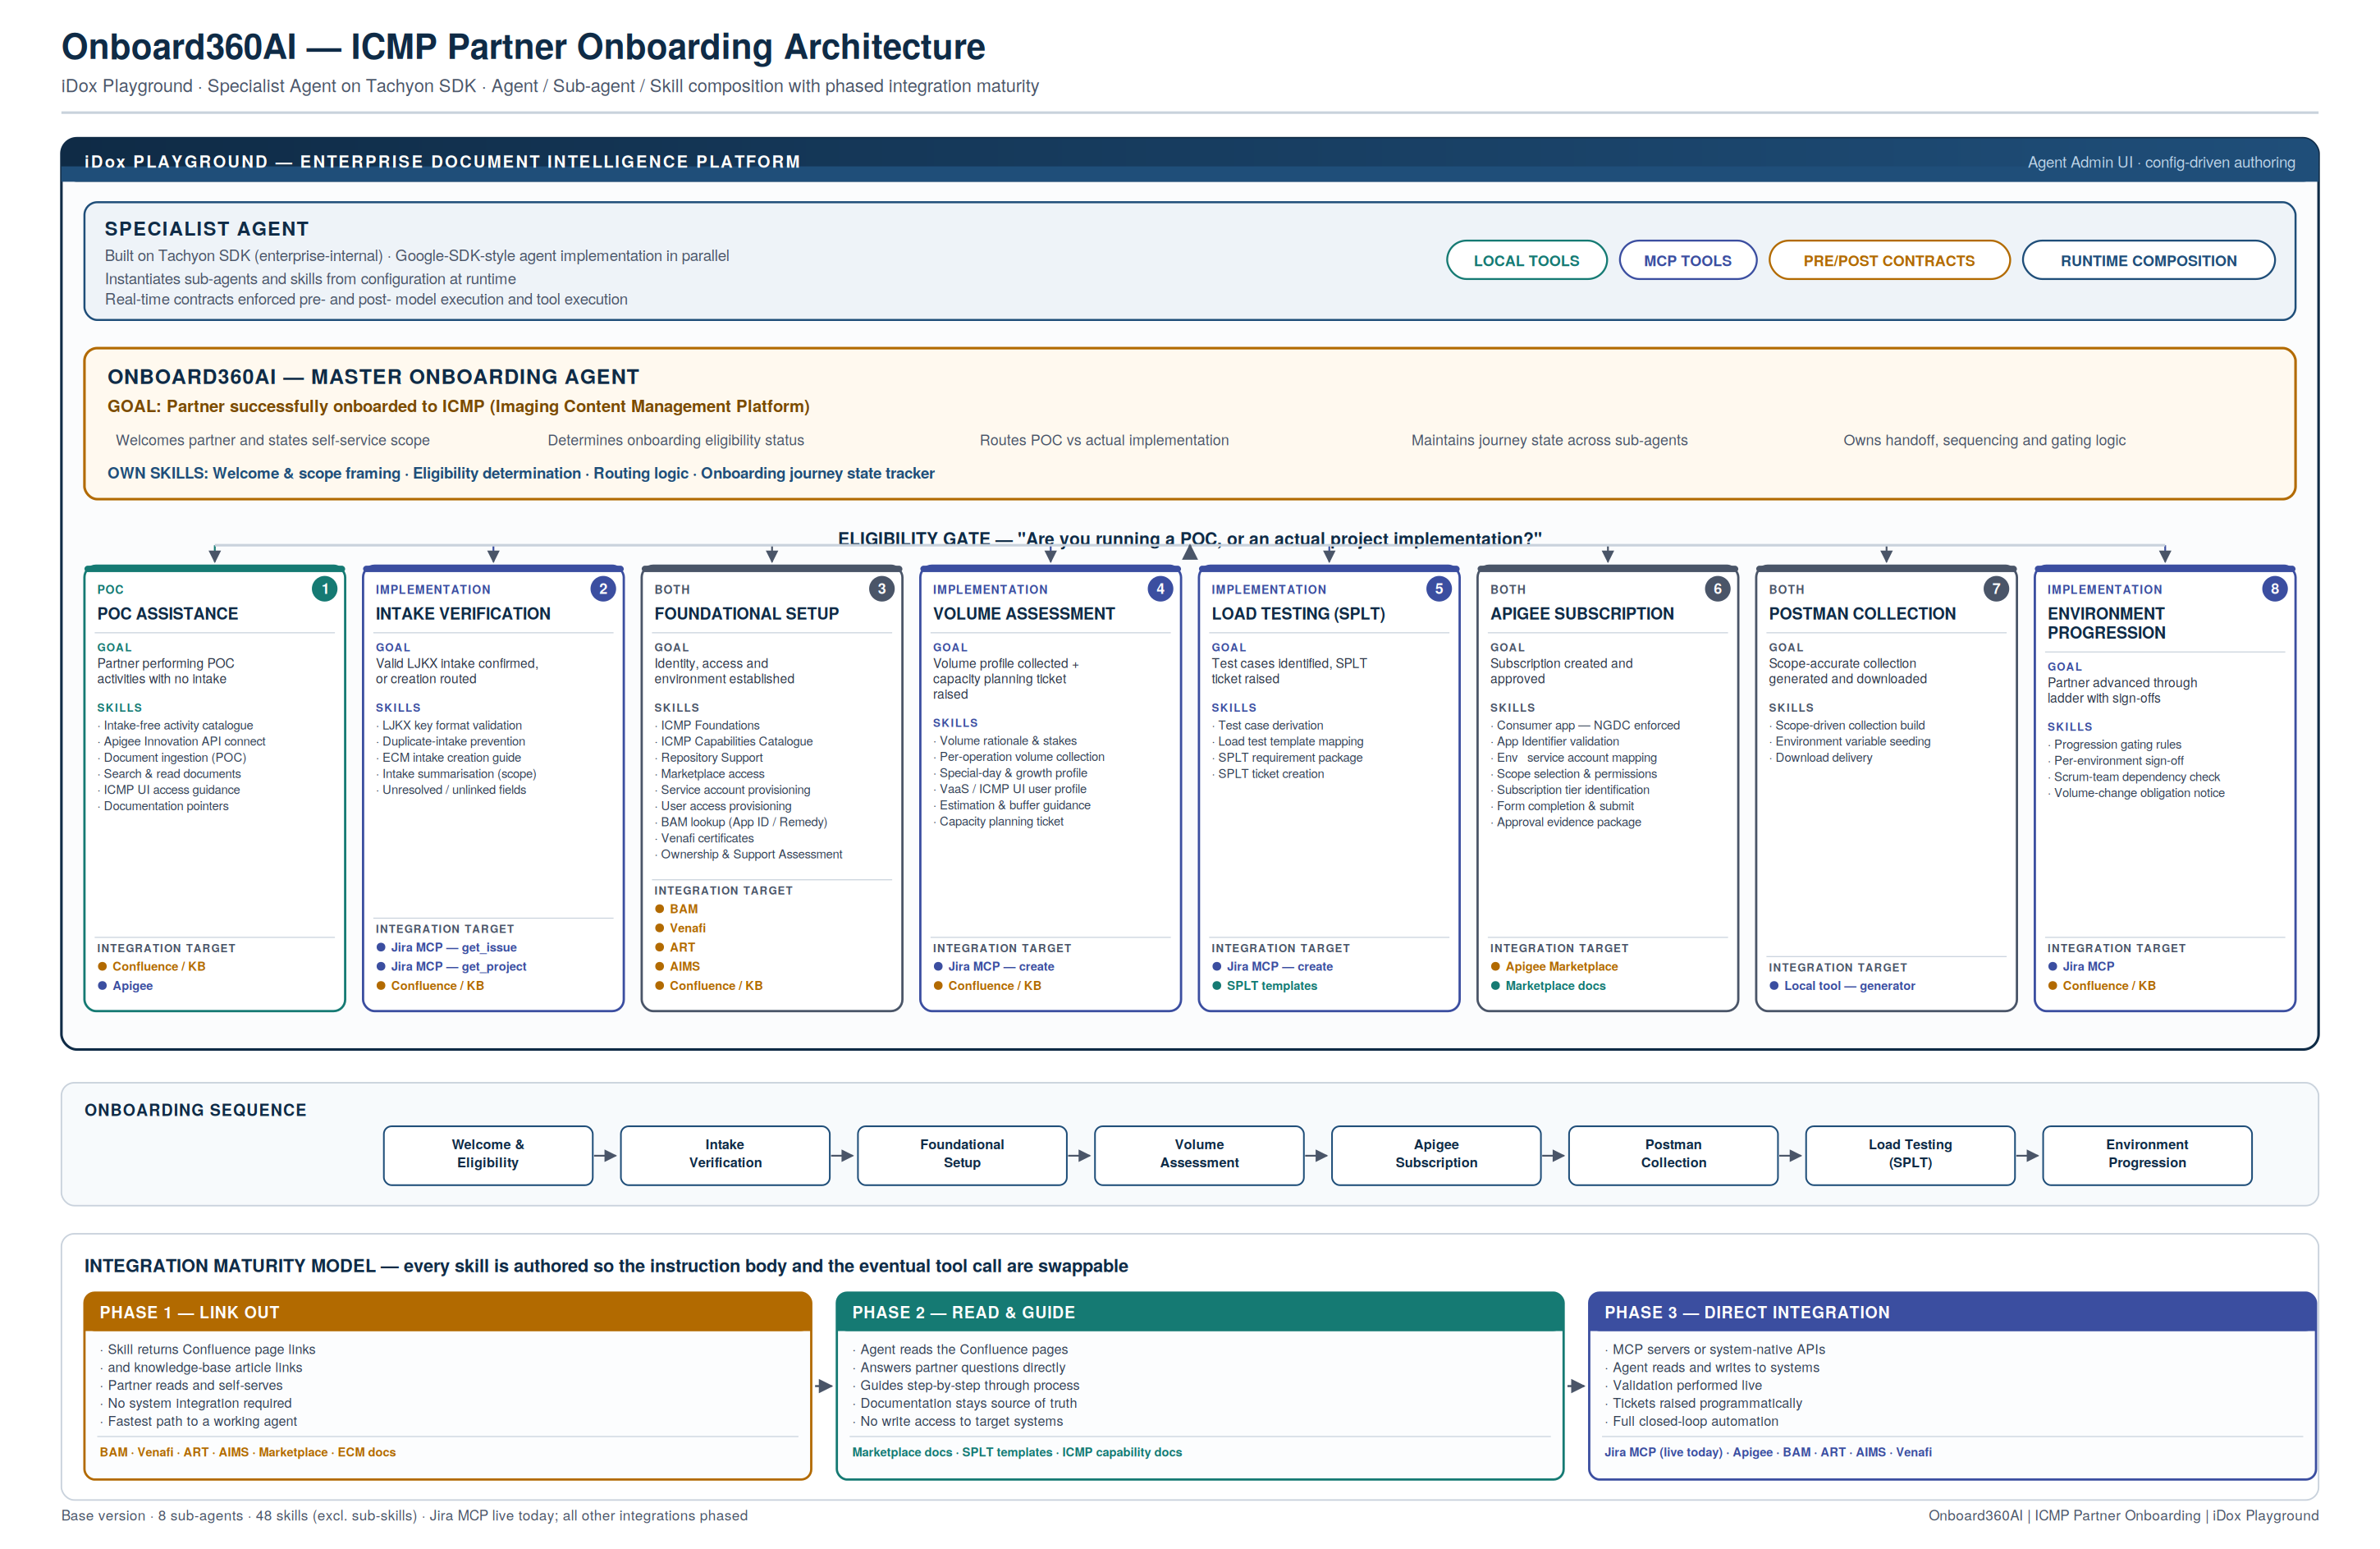 Onboard360AI — ICMP Partner Onboarding Architecture
iDox Playground · Specialist Agent on Tachyon SDK · Agent / Sub-agent / Skill composition with phased integration maturity
iDox PLAYGROUND — ENTERPRISE DOCUMENT INTELLIGENCE PLATFORM
Agent Admin UI · config-driven authoring
SPECIALIST AGENT
Built on Tachyon SDK (enterprise-internal) · Google-SDK-style agent implementation in parallel
Instantiates sub-agents and skills from configuration at runtime
Real-time contracts enforced pre- and post- model execution and tool execution
LOCAL TOOLS
MCP TOOLS
PRE/POST CONTRACTS
RUNTIME COMPOSITION
ONBOARD360AI — MASTER ONBOARDING AGENT
GOAL: Partner successfully onboarded to ICMP (Imaging Content Management Platform)
Welcomes partner and states self-service scope
Determines onboarding eligibility status
Routes POC vs actual implementation
Maintains journey state across sub-agents
Owns handoff, sequencing and gating logic
OWN SKILLS: Welcome & scope framing · Eligibility determination · Routing logic · Onboarding journey state tracker
ELIGIBILITY GATE — "Are you running a POC, or an actual project implementation?"
POC
1
POC ASSISTANCE
GOAL
Partner performing POC
activities with no intake
SKILLS
· Intake-free activity catalogue
· Apigee Innovation API connect
· Document ingestion (POC)
· Search & read documents
· ICMP UI access guidance
· Documentation pointers
INTEGRATION TARGET
Confluence / KB
Apigee
IMPLEMENTATION
2
INTAKE VERIFICATION
GOAL
Valid LJKX intake confirmed,
or creation routed
SKILLS
· LJKX key format validation
· Duplicate-intake prevention
· ECM intake creation guide
· Intake summarisation (scope)
· Unresolved / unlinked fields
INTEGRATION TARGET
Jira MCP — get_issue
Jira MCP — get_project
Confluence / KB
BOTH
3
FOUNDATIONAL SETUP
GOAL
Identity, access and
environment established
SKILLS
· ICMP Foundations
· ICMP Capabilities Catalogue
· Repository Support
· Marketplace access
· Service account provisioning
· User access provisioning
· BAM lookup (App ID / Remedy)
· Venafi certificates
· Ownership & Support Assessment
INTEGRATION TARGET
BAM
Venafi
ART
AIMS
Confluence / KB
IMPLEMENTATION
4
VOLUME ASSESSMENT
GOAL
Volume profile collected +
capacity planning ticket
raised
SKILLS
· Volume rationale & stakes
· Per-operation volume collection
· Special-day & growth profile
· VaaS / ICMP UI user profile
· Estimation & buffer guidance
· Capacity planning ticket
INTEGRATION TARGET
Jira MCP — create
Confluence / KB
IMPLEMENTATION
5
LOAD TESTING (SPLT)
GOAL
Test cases identified, SPLT
ticket raised
SKILLS
· Test case derivation
· Load test template mapping
· SPLT requirement package
· SPLT ticket creation
INTEGRATION TARGET
Jira MCP — create
SPLT templates
BOTH
6
APIGEE SUBSCRIPTION
GOAL
Subscription created and
approved
SKILLS
· Consumer app — NGDC enforced
· App Identifier validation
· Env service account mapping
· Scope selection & permissions
· Subscription tier identification
· Form completion & submit
· Approval evidence package
INTEGRATION TARGET
Apigee Marketplace
Marketplace docs
BOTH
7
POSTMAN COLLECTION
GOAL
Scope-accurate collection
generated and downloaded
SKILLS
· Scope-driven collection build
· Environment variable seeding
· Download delivery
INTEGRATION TARGET
Local tool — generator
IMPLEMENTATION
8
ENVIRONMENT
PROGRESSION
GOAL
Partner advanced through
ladder with sign-offs
SKILLS
· Progression gating rules
· Per-environment sign-off
· Scrum-team dependency check
· Volume-change obligation notice
INTEGRATION TARGET
Jira MCP
Confluence / KB
ONBOARDING SEQUENCE
Welcome &
Eligibility
Intake
Verification
Foundational
Setup
Volume
Assessment
Apigee
Subscription
Postman
Collection
Load Testing
(SPLT)
Environment
Progression
INTEGRATION MATURITY MODEL — every skill is authored so the instruction body and the eventual tool call are swappable
PHASE 1 — LINK OUT
· Skill returns Confluence page links
· and knowledge-base article links
· Partner reads and self-serves
· No system integration required
· Fastest path to a working agent
BAM · Venafi · ART · AIMS · Marketplace · ECM docs
PHASE 2 — READ & GUIDE
· Agent reads the Confluence pages
· Answers partner questions directly
· Guides step-by-step through process
· Documentation stays source of truth
· No write access to target systems
Marketplace docs · SPLT templates · ICMP capability docs
PHASE 3 — DIRECT INTEGRATION
· MCP servers or system-native APIs
· Agent reads and writes to systems
· Validation performed live
· Tickets raised programmatically
· Full closed-loop automation
Jira MCP (live today) · Apigee · BAM · ART · AIMS · Venafi
Base version · 8 sub-agents · 48 skills (excl. sub-skills) · Jira MCP live today; all other integrations phased
Onboard360AI | ICMP Partner Onboarding | iDox Playground